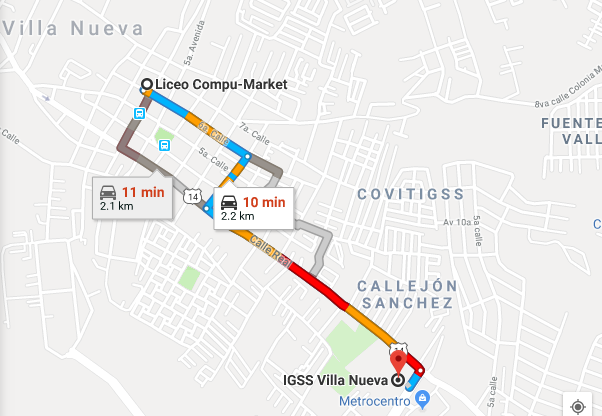 Villa Nueva
5a. Avenida
Liceo Compu-Market
8va calle Colonia Ma
7a. Calle
6a. Calle
FUENTE
VALL
5a. Calle
11 min
2.1 km
14
10 min
2.2 km
COVITIGSS
Av 10a.
5a calle
Calle Real
CALLEJÓN
SANCHEZ
14
IGSS Villa Nueva
Metrocentro